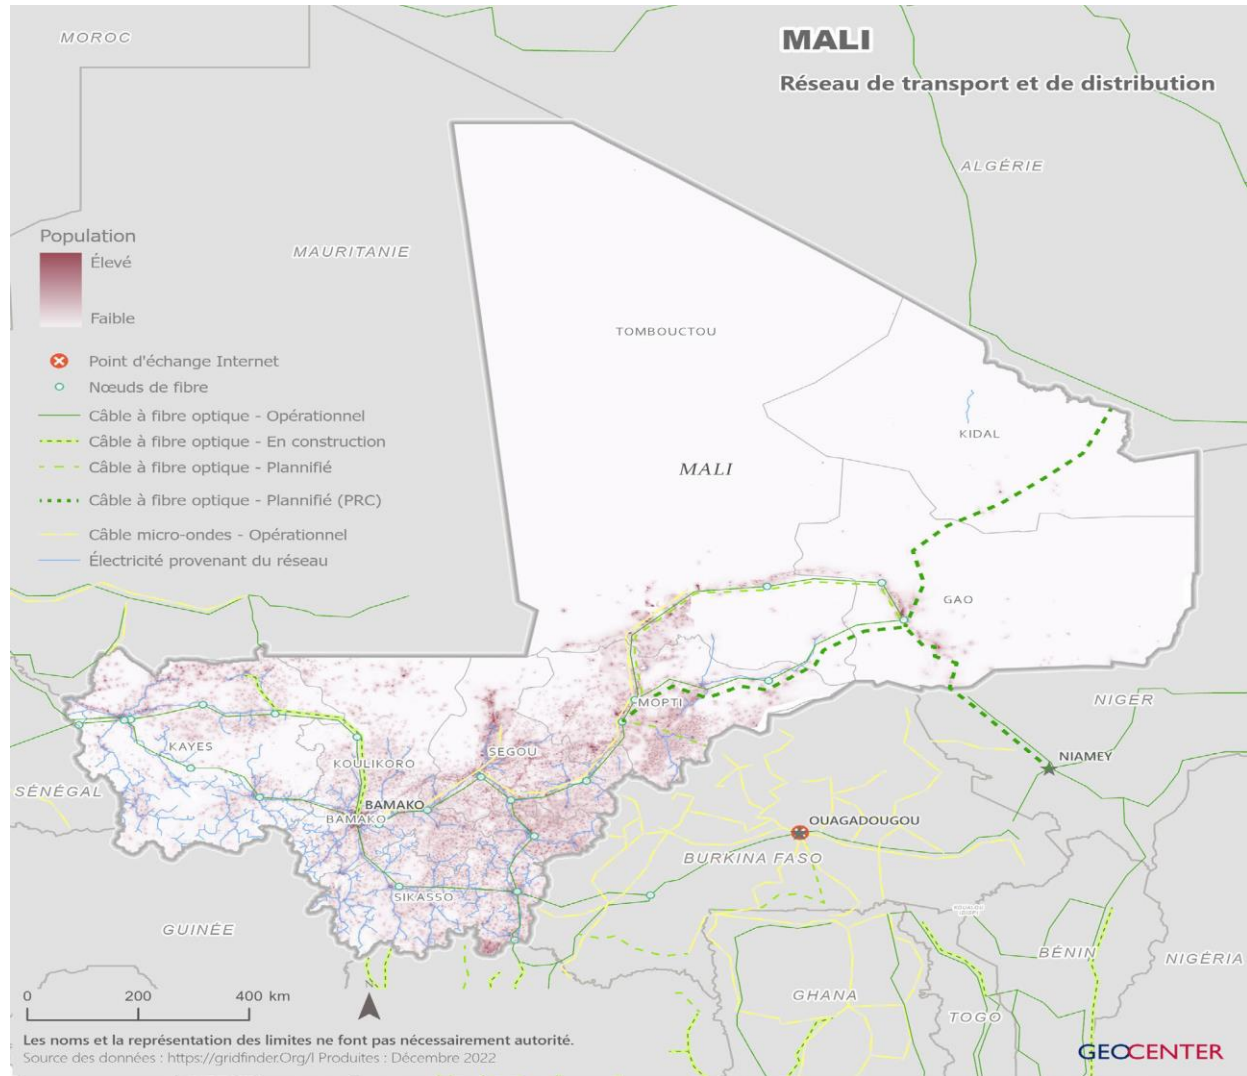 MOROC
MALI
Réseau de transport et de distribution
ALGÉRIE
MAURITANIE
Population
Élevé
Faible
TOMBOUCTOU
Point d'échange Internet
Nœuds de fibre
Câble à fibre optique - Opérationnel
Câble à fibre optique - En construction
Câble à fibre optique - Plannifié
Câble à fibre optique - Plannifié (PRC)
Câble micro-ondes - Opérationnel
Électricité provenant du réseau
KIDAL
MALI
GAO
MOPTI
NIGER
KAYES
SEGOU
KOULIKORO
NIAMEY
SÉNÉGAL
BAMAKO
BAMAKO
OUAGADOUGOU
BURKINA FASO
SIKASSO
GUINÉE
BÉNIN
NIGÉRIA
GHANA
TOGO
0 200 400 km
Les noms et la représentation des limites ne font pas nécessairement autorité.
Source des données : https://gridfinder.Org/l Produites : Décembre 2022
GEOCENTER